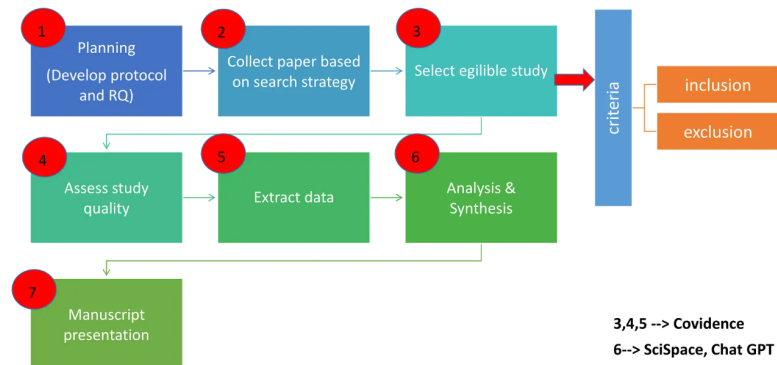 1
Planning
(Develop protocol
and RQ)
2
Collect paper based
on search strategy
3
Select egilible study
criteria
inclusion
exclusion
4
Assess study
quality
5
Extract data
6
Analysis &
Synthesis
7
Manuscript
presentation
3,4,5 --> Covidence
6--> SciSpace, Chat GPT